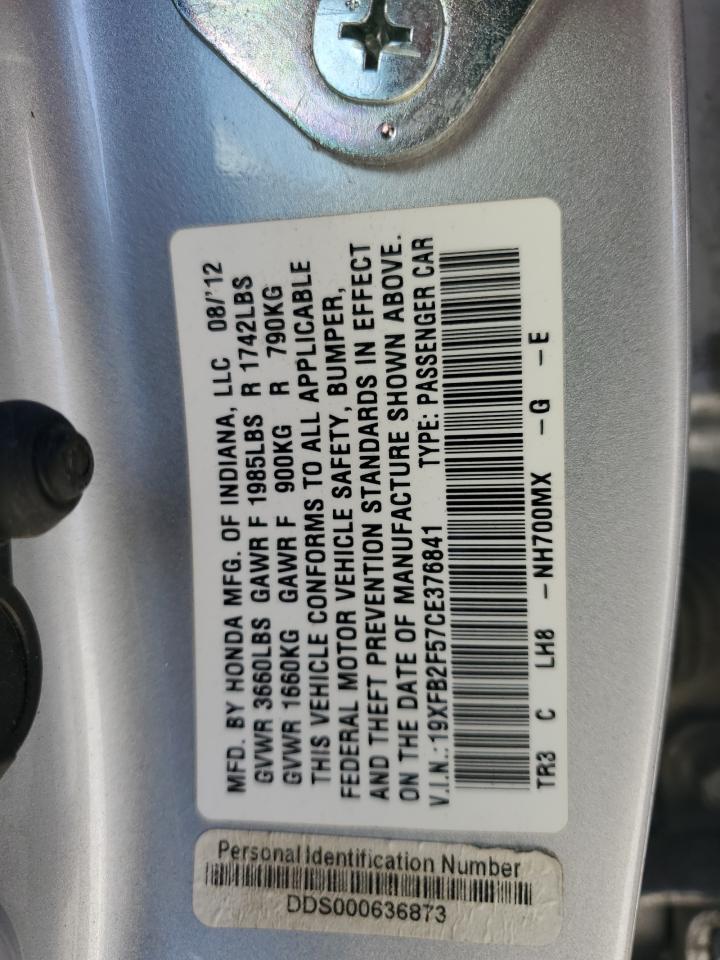 MFD. BY HONDA MFG. OF INDIANA, LLC 08/'12
GVWR 3660LBS GAWR F 1985LBS R 1742LBS
GVWR 1660KG GAWR F 900KG R 790KG
THIS VEHICLE CONFORMS TO ALL APPLICABLE
FEDERAL MOTOR VEHICLE SAFETY, BUMPER,
AND THEFT PREVENTION STANDARDS IN EFFECT
ON THE DATE OF MANUFACTURE SHOWN ABOVE.
V.I.N.:19XFB2F57CE376841 TYPE: PASSENGER CAR
TR3 C LH8 -NH700MX -G -E
Personal Identification Number
DDS000636873